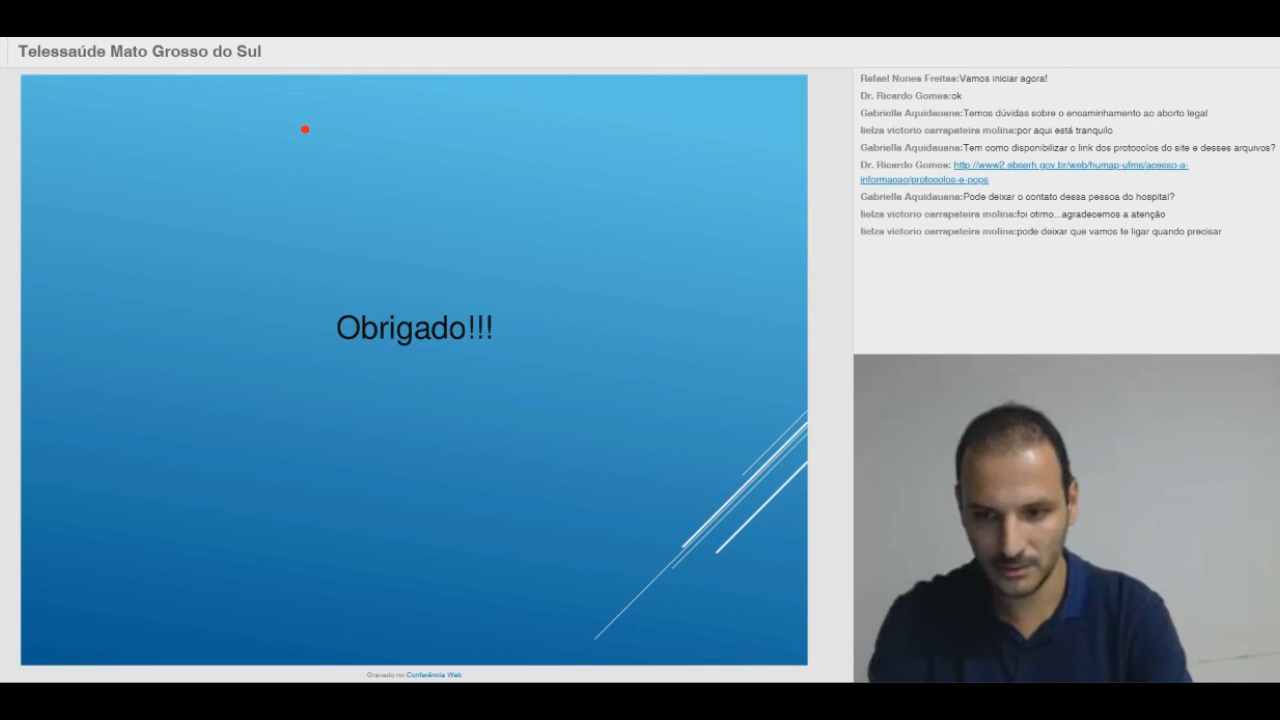 Telessaúde Mato Grosso do Sul
Obrigado!!!
Gravado no Conferência Web
Rafael Nunes Freitas:Vamos iniciar agora!
Dr. Ricardo Gomes:ok
Gabriella Aquidauana:Temos dúvidas sobre o encaminhamento ao aborto legal
lielza victorio carrapateira molina:por aqui está tranquilo
Gabriella Aquidauana:Tem como disponibilizar o link dos protocolos do site e desses arquivos?
Dr. Ricardo Gomes: http://www2.ebserh.gov.br/web/humap-ufms/acesso-a-
informacao/protocolos-e-pops
Gabriella Aquidauana:Pode deixar o contato dessa pessoa do hospital?
lielza victorio carrapateira molina:foi otimo...agradecemos a atenção
lielza victorio carrapateira molina:pode deixar que vamos te ligar quando precisar